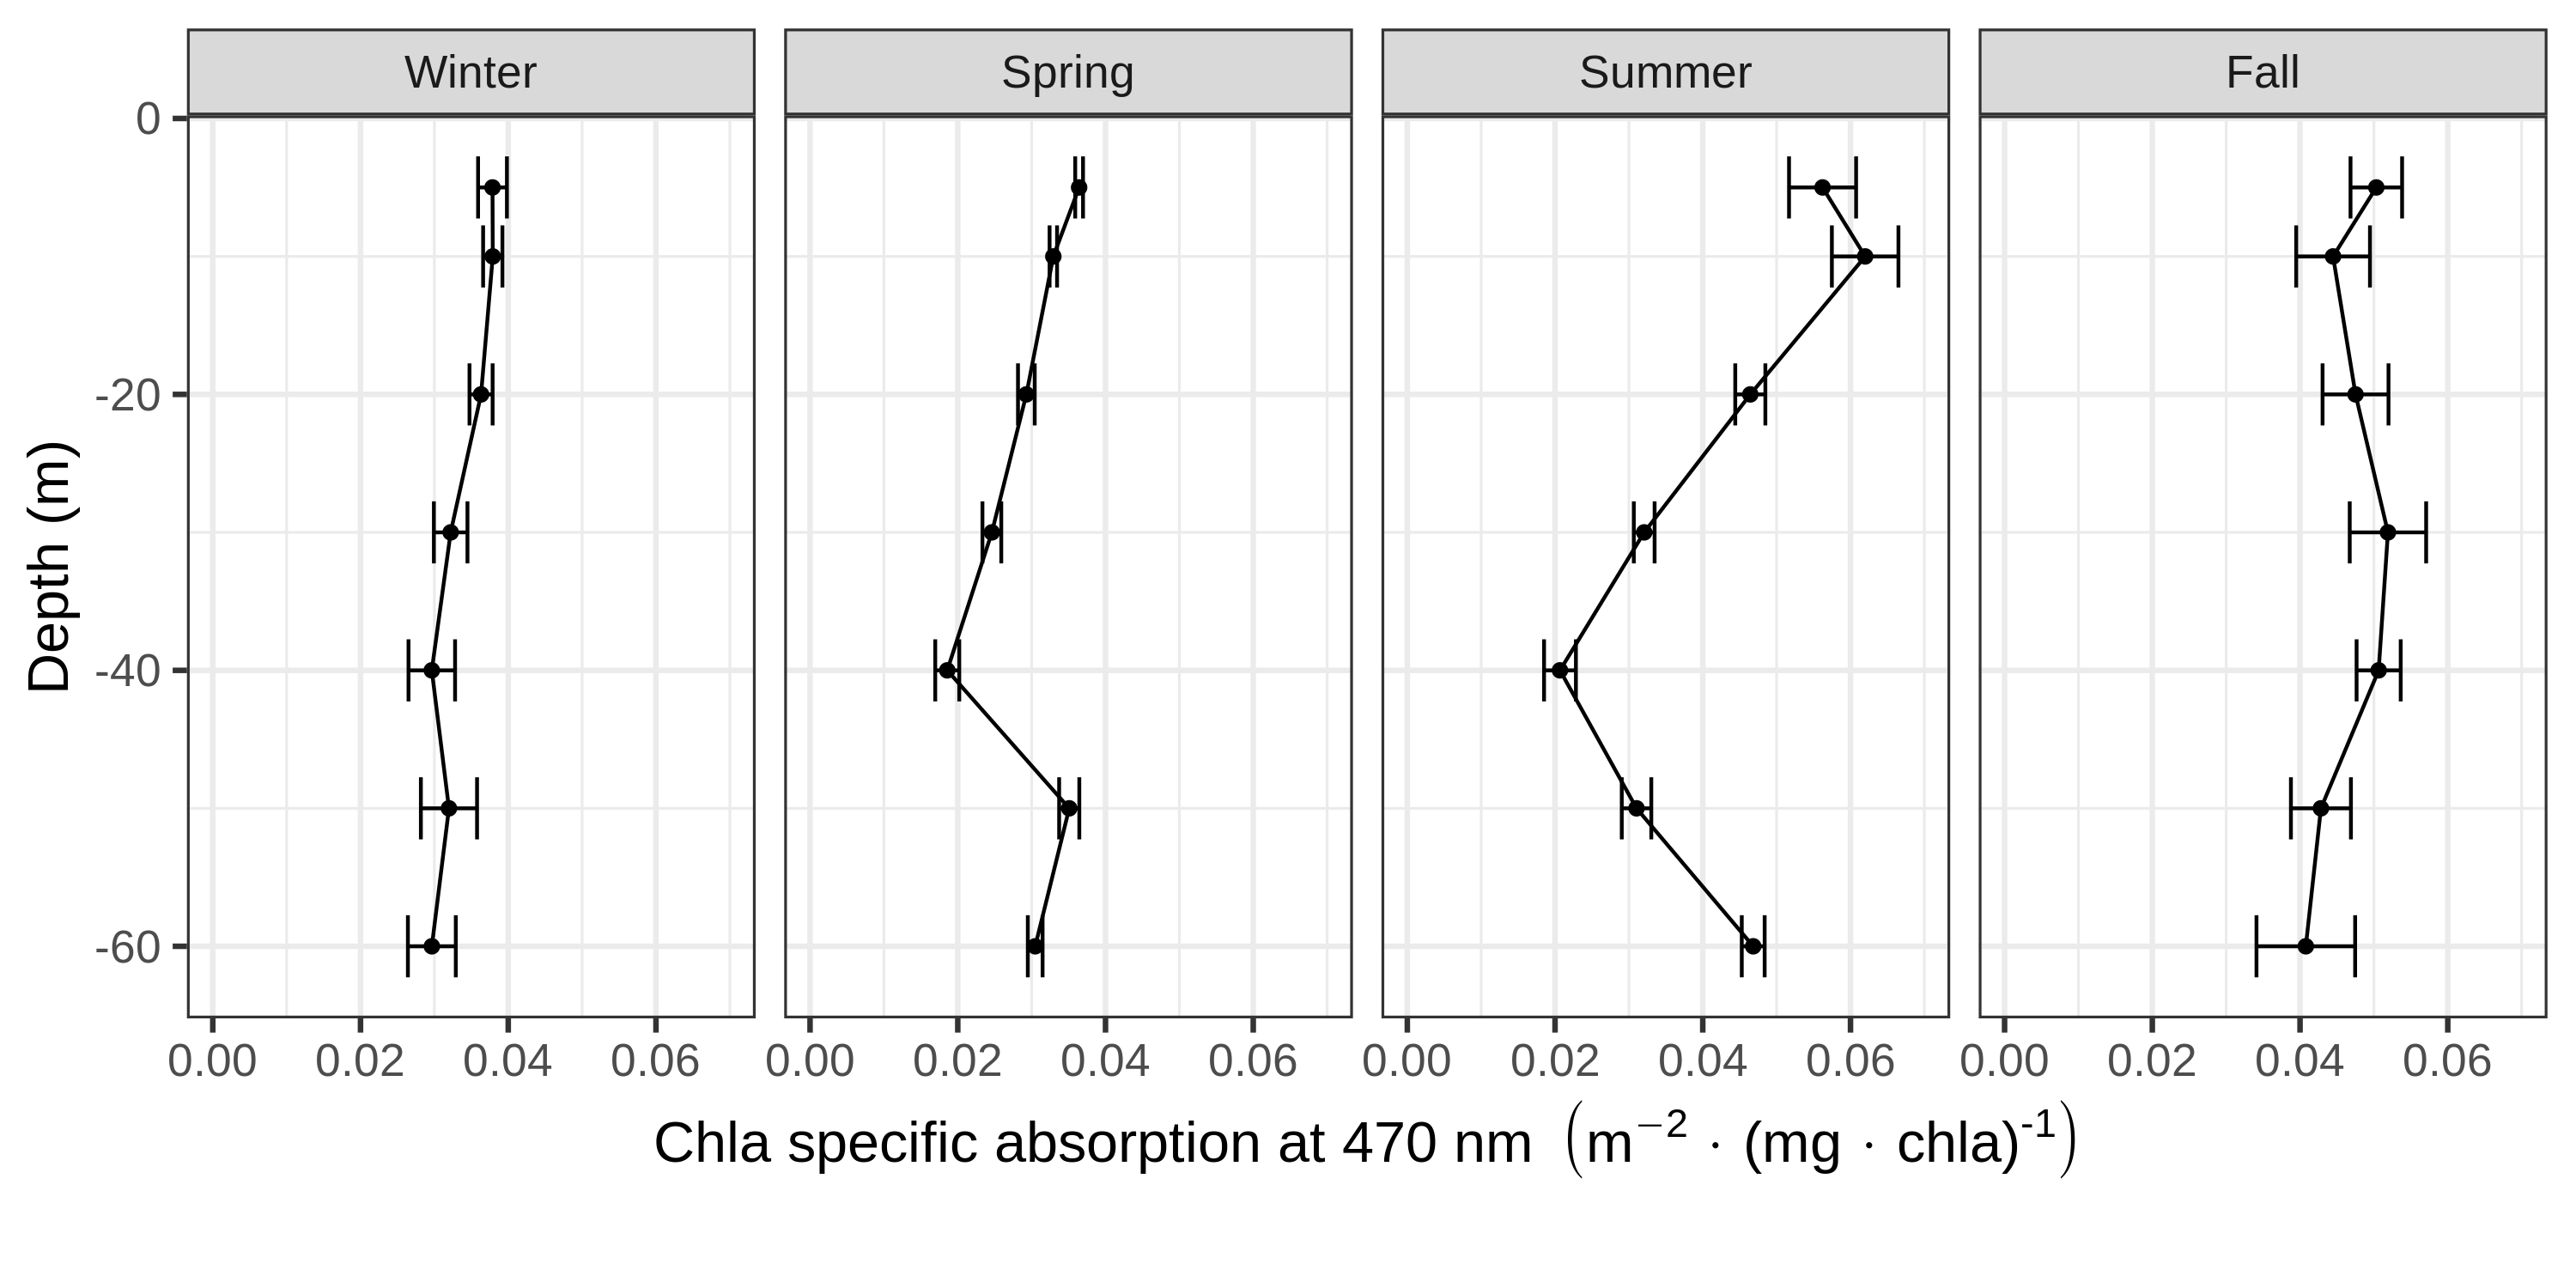 Winter Spring Summer Fall
0
-20
-40
-60
Depth (m)
0.00 0.02 0.04 0.06 0.00 0.02 0.04 0.06 0.00 0.02 0.04 0.06 0.00 0.02 0.04 0.06
Chla specific absorption at 470 nm (m⁻² · (mg · chla)⁻¹)